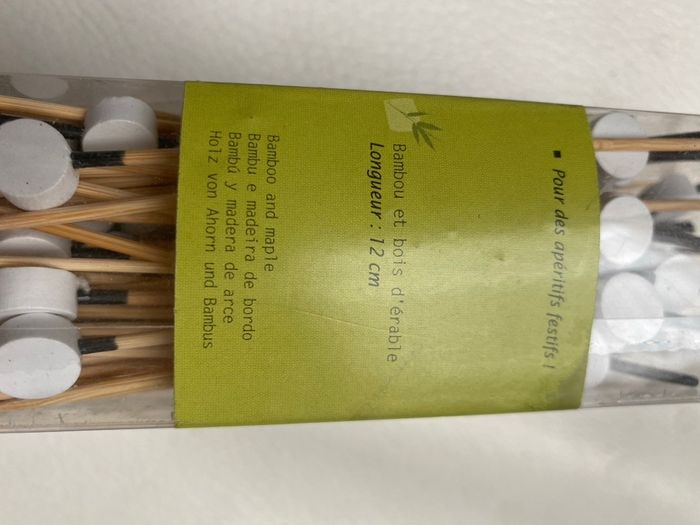 ▪ Pour des apéritifs festifs !
Bambou et bois d'érable
Longueur : 12 cm
Bamboo and maple
Bambu e madeira de bordo
Bambú y madera de arce
Holz von Ahorn und Bambus